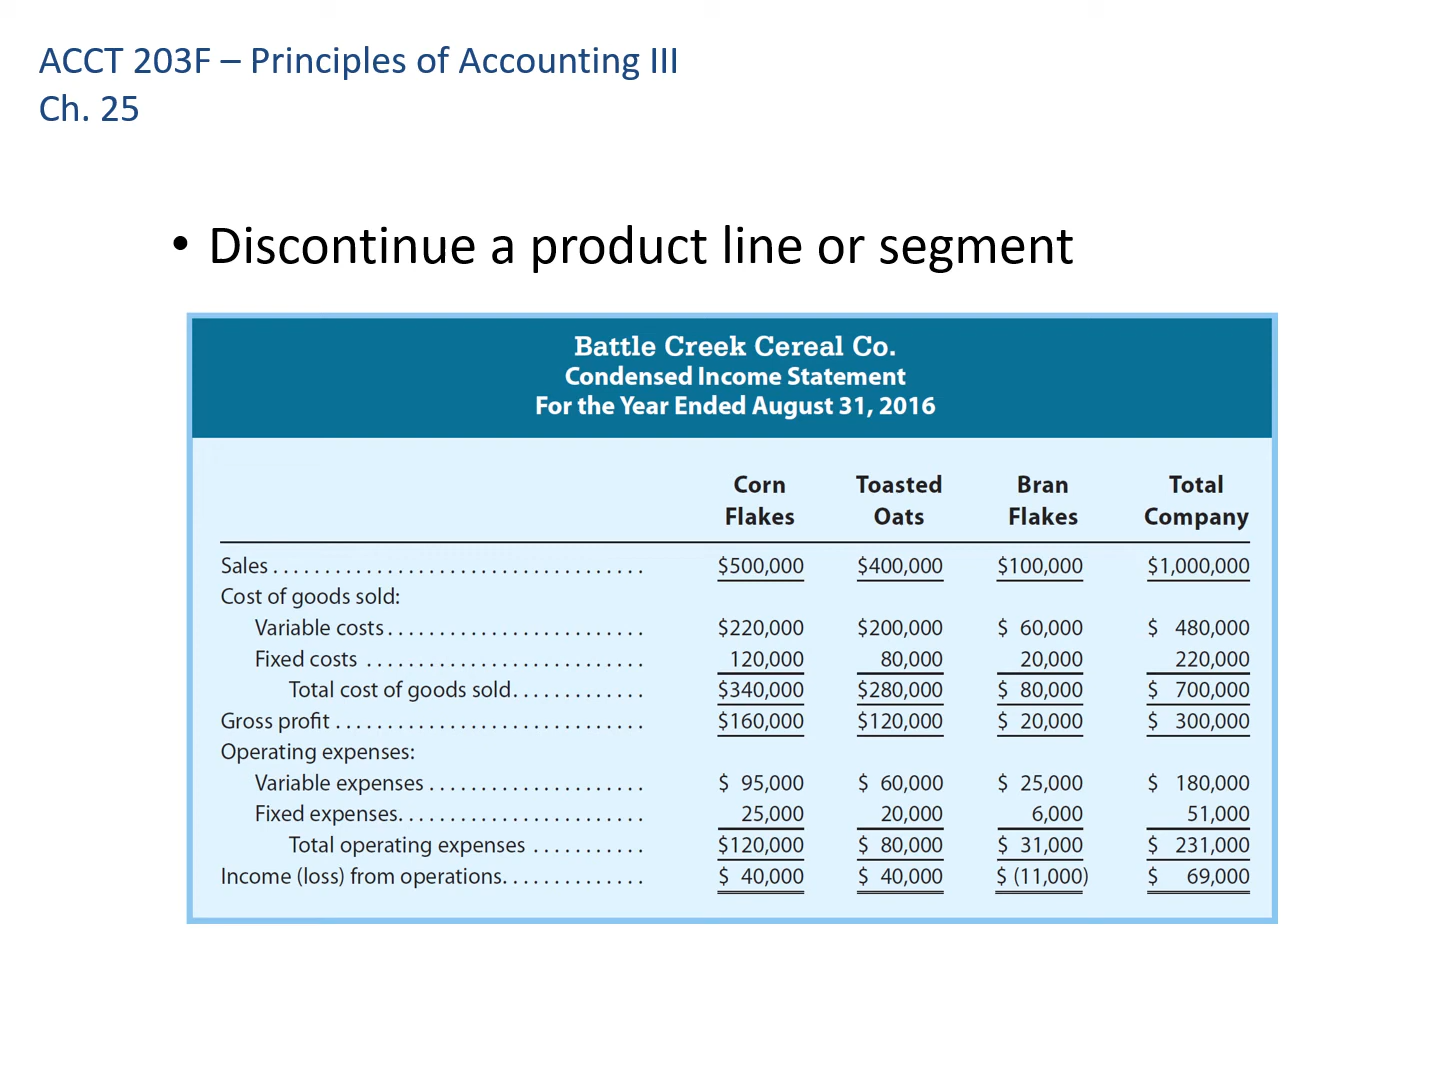 ACCT 203F – Principles of Accounting III
Ch. 25
• Discontinue a product line or segment
Battle Creek Cereal Co.
Condensed Income Statement
For the Year Ended August 31, 2016
Corn Toasted Bran Total
Flakes Oats Flakes Company
Sales . . . . . . . . . . . . . . . . . . . . . . . . . . . . . . . . . . . . $500,000 $400,000 $100,000 $1,000,000
Cost of goods sold:
Variable costs . . . . . . . . . . . . . . . . . . . . . . . . . $220,000 $200,000 $ 60,000 $ 480,000
Fixed costs . . . . . . . . . . . . . . . . . . . . . . . . . . . 120,000 80,000 20,000 220,000
Total cost of goods sold . . . . . . . . . . . . . $340,000 $280,000 $ 80,000 $ 700,000
Gross profit . . . . . . . . . . . . . . . . . . . . . . . . . . . . . . $160,000 $120,000 $ 20,000 $ 300,000
Operating expenses:
Variable expenses . . . . . . . . . . . . . . . . . . . . . $ 95,000 $ 60,000 $ 25,000 $ 180,000
Fixed expenses . . . . . . . . . . . . . . . . . . . . . . . . 25,000 20,000 6,000 51,000
Total operating expenses . . . . . . . . . . . $120,000 $ 80,000 $ 31,000 $ 231,000
Income (loss) from operations . . . . . . . . . . . . . . $ 40,000 $ 40,000 $ (11,000) $ 69,000